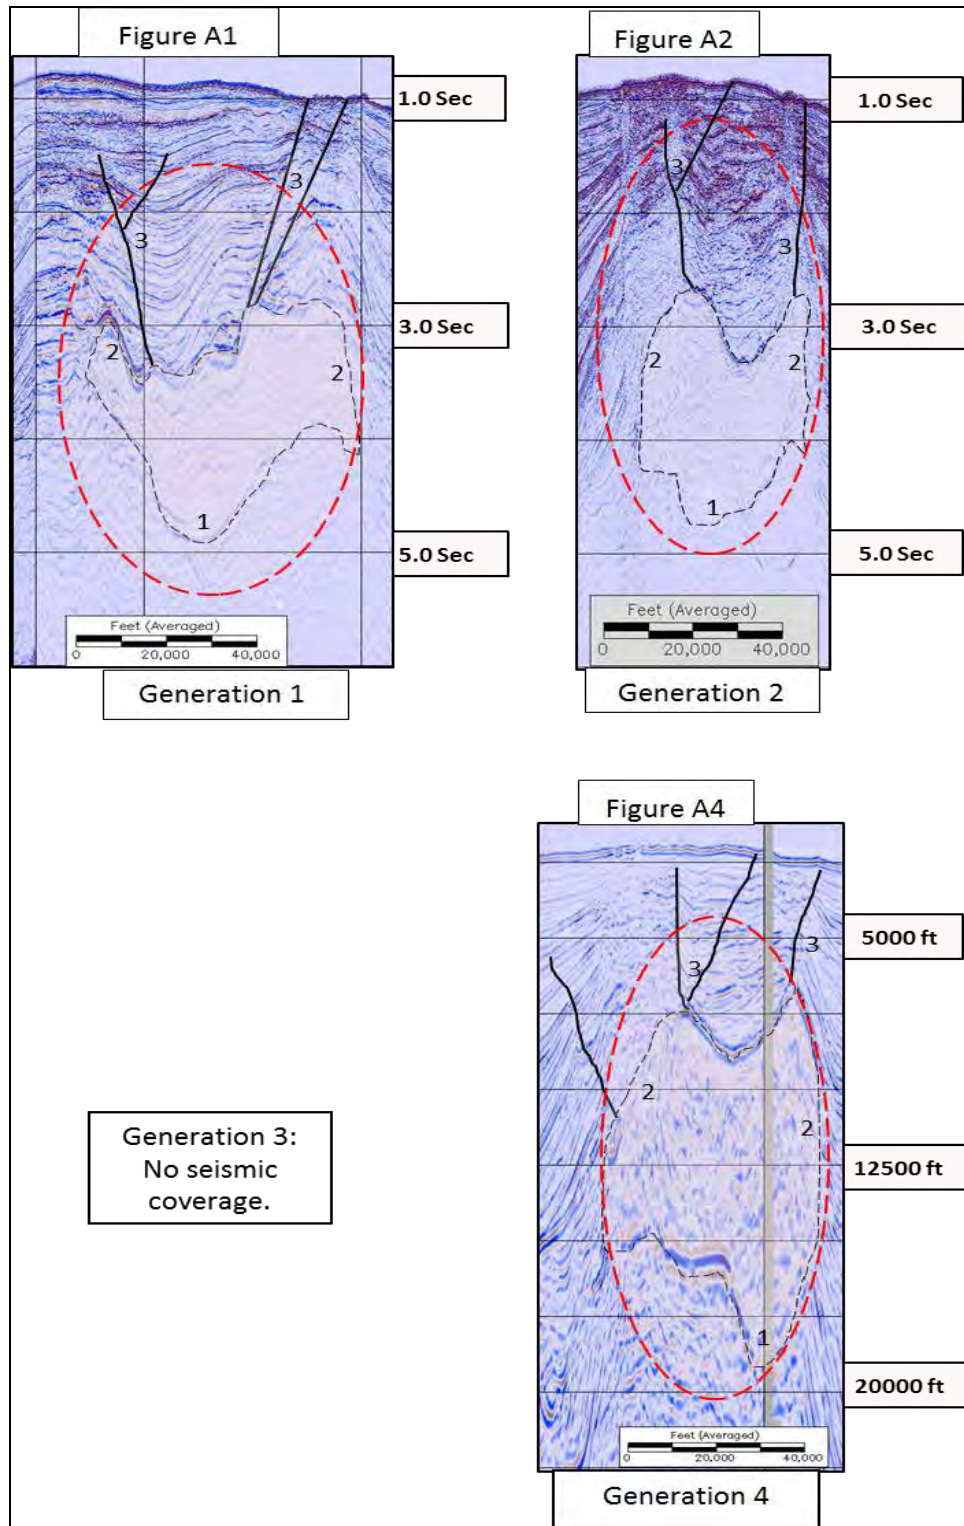 Figure A1
1.0 Sec
3
3
3.0 Sec
2
2
1
5.0 Sec
Feet (Averaged)
0 20,000 40,000
Generation 1
Figure A2
1.0 Sec
3
3
3.0 Sec
2
2
1
5.0 Sec
Feet (Averaged)
0 20,000 40,000
Generation 2
Figure A4
5000 ft
3
3
2
2
12500 ft
1
20000 ft
Feet (Averaged)
0 20,000 40,000
Generation 4
Generation 3:
No seismic
coverage.